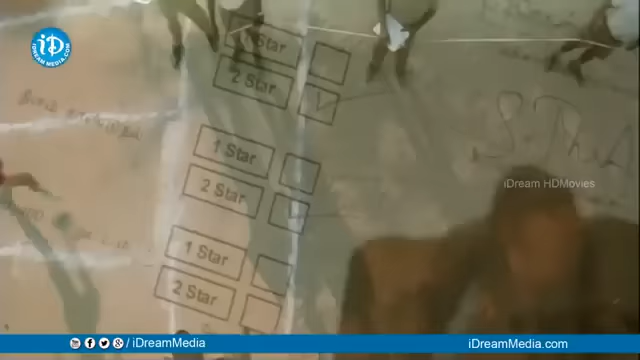 iD
iDREAM MEDIA.COM
1 Star
2 Star
1 Star
2 Star
1 Star
2 Star
iDream HDMovies
/ iDreamMedia
iDreamMedia.com